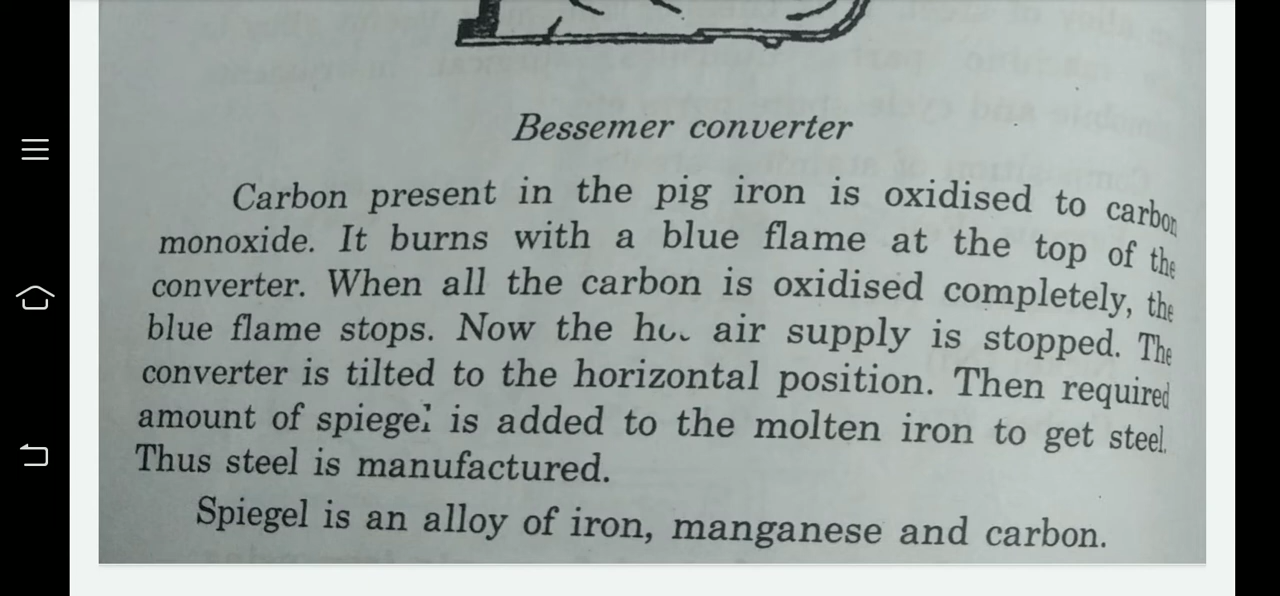 Bessemer converter
Carbon present in the pig iron is oxidised to carbon
monoxide. It burns with a blue flame at the top of the
converter. When all the carbon is oxidised completely, the
blue flame stops. Now the air supply is stopped. The
converter is tilted to the horizontal position. Then required
amount of spiegel is added to the molten iron to get steel.
Thus steel is manufactured.
Spiegel is an alloy of iron, manganese and carbon.